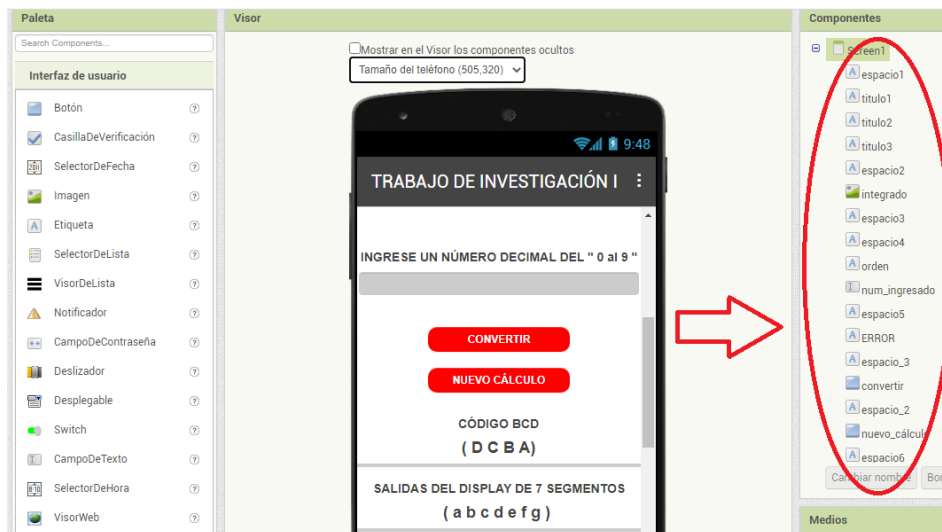 Paleta
Search Components...
Interfaz de usuario
Botón
CasillaDeVerificación
SelectorDeFecha
Imagen
Etiqueta
SelectorDeLista
VisorDeLista
Notificador
CampoDeContraseña
Deslizador
Desplegable
Switch
CampoDeTexto
SelectorDeHora
VisorWeb
Visor
Mostrar en el Visor los componentes ocultos
Tamaño del teléfono (505,320)
9:48
TRABAJO DE INVESTIGACIÓN I
INGRESE UN NÚMERO DECIMAL DEL " 0 al 9 "
CONVERTIR
NUEVO CÁLCULO
CÓDIGO BCD
( D C B A)
SALIDAS DEL DISPLAY DE 7 SEGMENTOS
( a b c d e f g )
Componentes
Screen1
espacio1
titulo1
titulo2
titulo3
espacio2
integrado
espacio3
espacio4
orden
num_ingresado
espacio5
ERROR
espacio_3
convertir
espacio_2
nuevo_cálculo
espacio6
Cambiar nombre
Bor
Medios